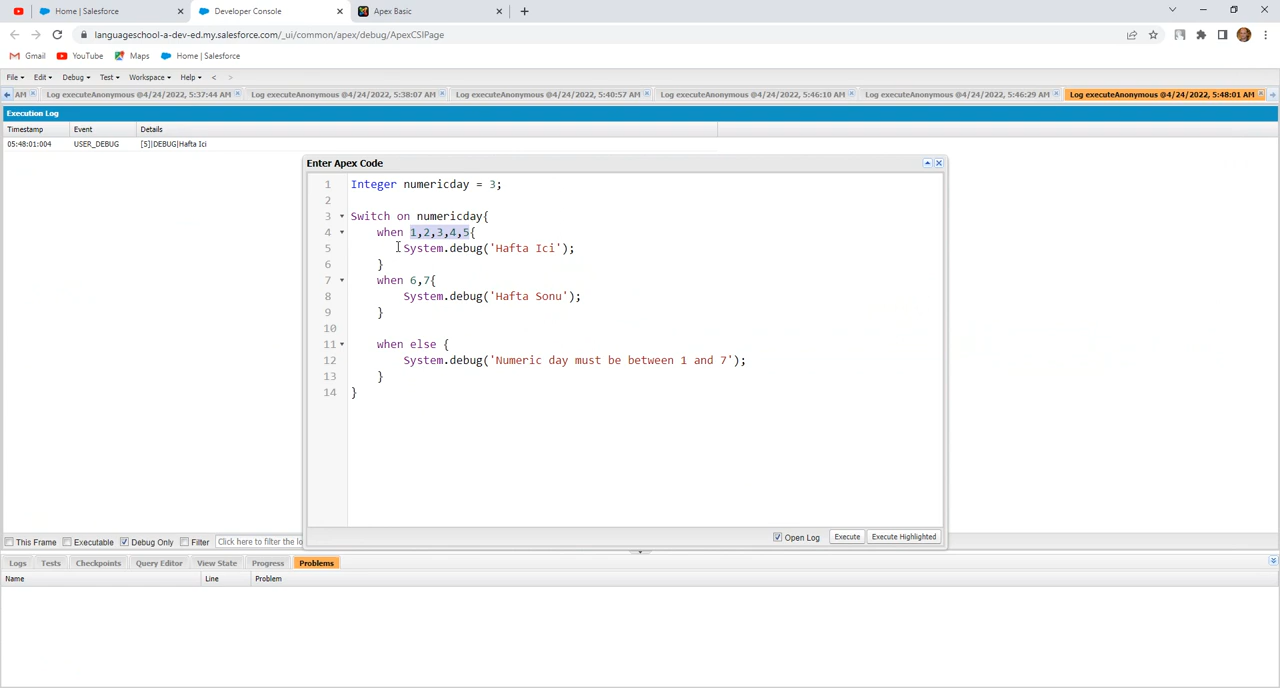 Home | Salesforce
Developer Console
Apex Basic
languageschool-a-dev-ed.my.salesforce.com/_ui/common/apex/debug/ApexCSIPage
Gmail YouTube Maps Home | Salesforce
File Edit Debug Test Workspace Help < >
AM Log executeAnonymous @4/24/2022, 5:37:44 AM Log executeAnonymous @4/24/2022, 5:38:07 AM Log executeAnonymous @4/24/2022, 5:40:57 AM Log executeAnonymous @4/24/2022, 5:46:10 AM Log executeAnonymous @4/24/2022, 5:46:29 AM Log executeAnonymous @4/24/2022, 5:48:01 AM
Execution Log
Timestamp Event Details
05:48:01:004 USER_DEBUG [5]|DEBUG|Hafta Ici
Enter Apex Code
1 Integer numericday = 3;
2
3 Switch on numericday{
4 when 1,2,3,4,5{
5 System.debug('Hafta Ici');
6 }
7 when 6,7{
8 System.debug('Hafta Sonu');
9 }
10
11 when else {
12 System.debug('Numeric day must be between 1 and 7');
13 }
14 }
Open Log Execute Execute Highlighted
This Frame Executable Debug Only Filter Click here to filter the lo
Logs Tests Checkpoints Query Editor View State Progress Problems
Name Line Problem